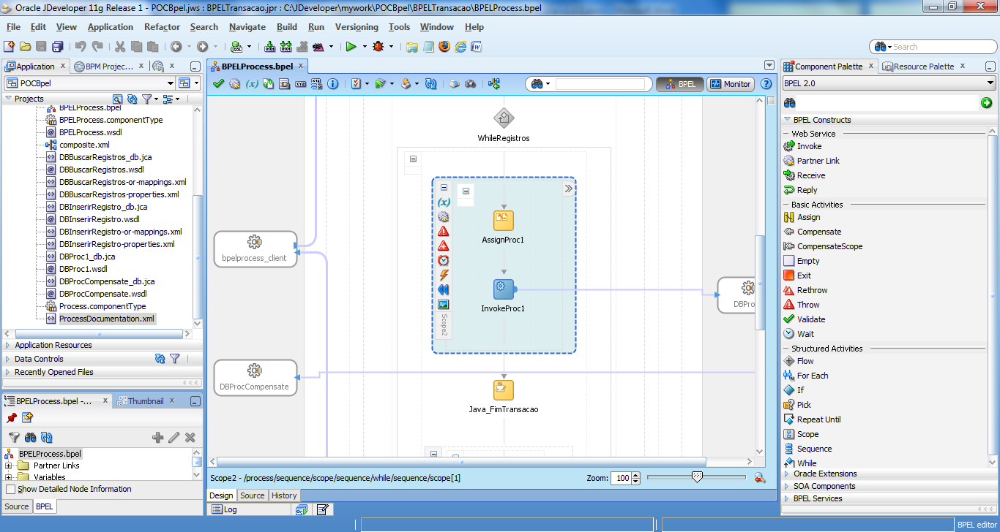 Oracle JDeveloper 11g Release 1 - POCBpel.jws : BPELTransacao.jpr : C:\JDeveloper\mywork\POCBpel\BPELTransacao\BPELProcess.bpel
File Edit View Application Refactor Search Navigate Build Run Versioning Tools Window Help
SQL
Search
Application
BPM Projec...
POCBpel
Projects
BPELProcess.bpel
BPELProcess.componentType
BPELProcess.wsdl
composite.xml
DBBuscarRegistros_db.jca
DBBuscarRegistros.wsdl
DBBuscarRegistros-or-mappings.xml
DBBuscarRegistros-properties.xml
DBInserirRegistro_db.jca
DBInserirRegistro.wsdl
DBInserirRegistro-or-mappings.xml
DBInserirRegistro-properties.xml
DBProc1_db.jca
DBProc1.wsdl
DBProcCompensate_db.jca
DBProcCompensate.wsdl
Process.componentType
ProcessDocumentation.xml
Application Resources
Data Controls
Recently Opened Files
BPELProcess.bpel -...
Thumbnail
BPELProcess.bpel
Partner Links
Variables
Show Detailed Node Information
Source BPEL
BPELProcess.bpel
(x)
XYZ
BPEL
Monitor
WhileRegistros
(x)
AssignProc1
InvokeProc1
Scope2
bpelprocess_client
DBPro
DBProcCompensate
Java_FimTransacao
Scope2 - /process/sequence/scope/sequence/while/sequence/scope[1]
Zoom: 100
Design Source History
Log
Component Palette
Resource Palette
BPEL 2.0
BPEL Constructs
Web Service
Invoke
Partner Link
Receive
Reply
Basic Activities
Assign
Compensate
CompensateScope
Empty
Exit
Rethrow
Throw
Validate
Wait
Structured Activities
Flow
For Each
If
Pick
Repeat Until
Scope
Sequence
While
Oracle Extensions
SOA Components
BPEL Services
BPEL editor